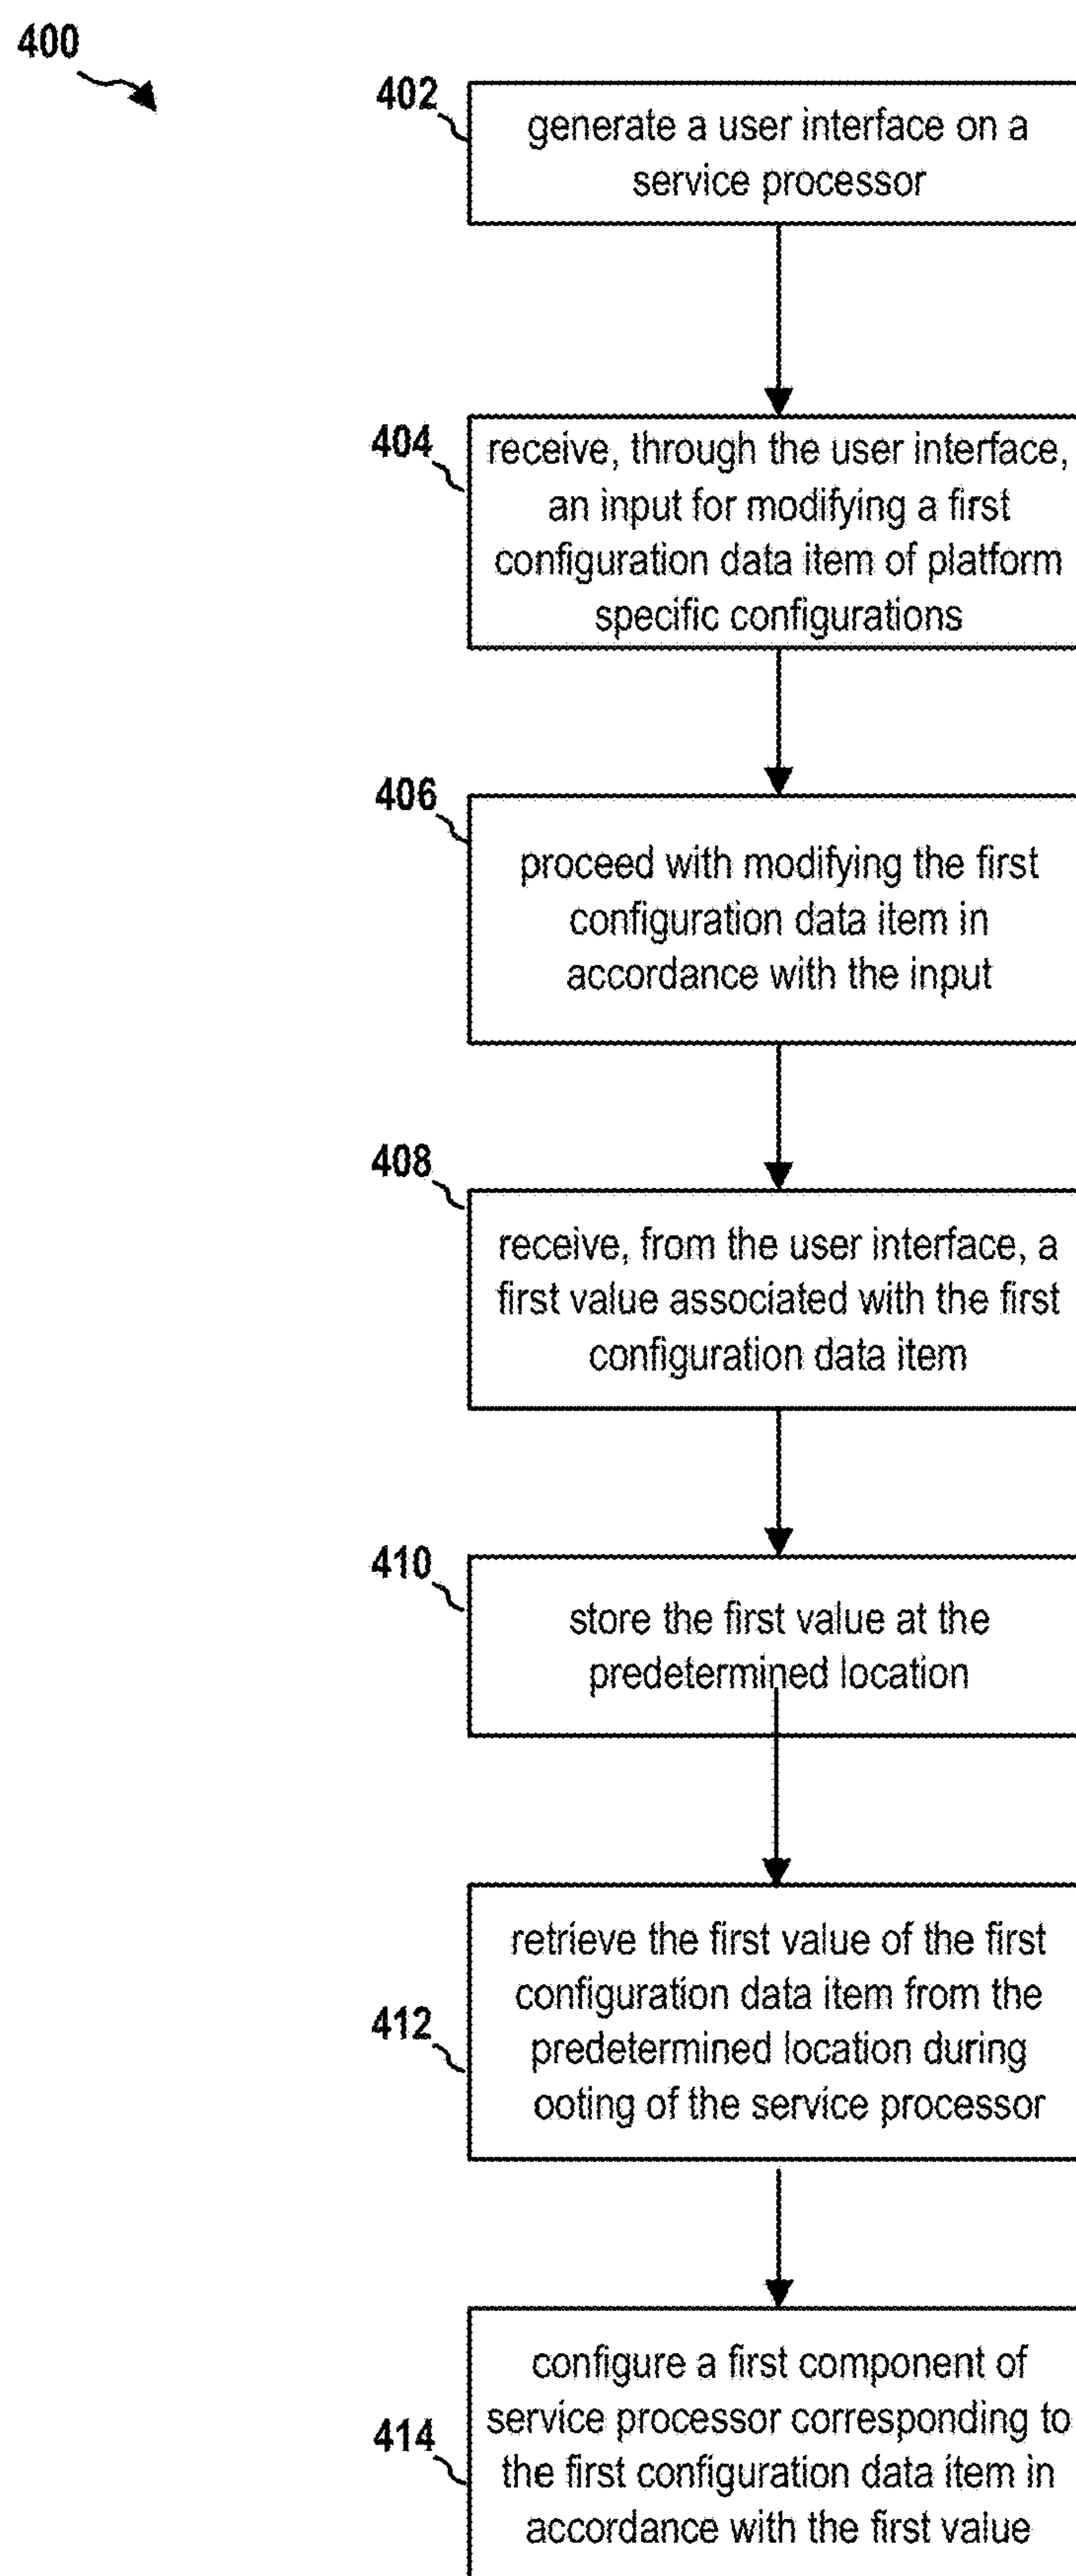 400
402
generate a user interface on a
service processor
404
receive, through the user interface,
an input for modifying a first
configuration data item of platform
specific configurations
406
proceed with modifying the first
configuration data item in
accordance with the input
408
receive, from the user interface, a
first value associated with the first
configuration data item
410
store the first value at the
predetermined location
412
retrieve the first value of the first
configuration data item from the
predetermined location during
ooting of the service processor
414
configure a first component of
service processor corresponding to
the first configuration data item in
accordance with the first value